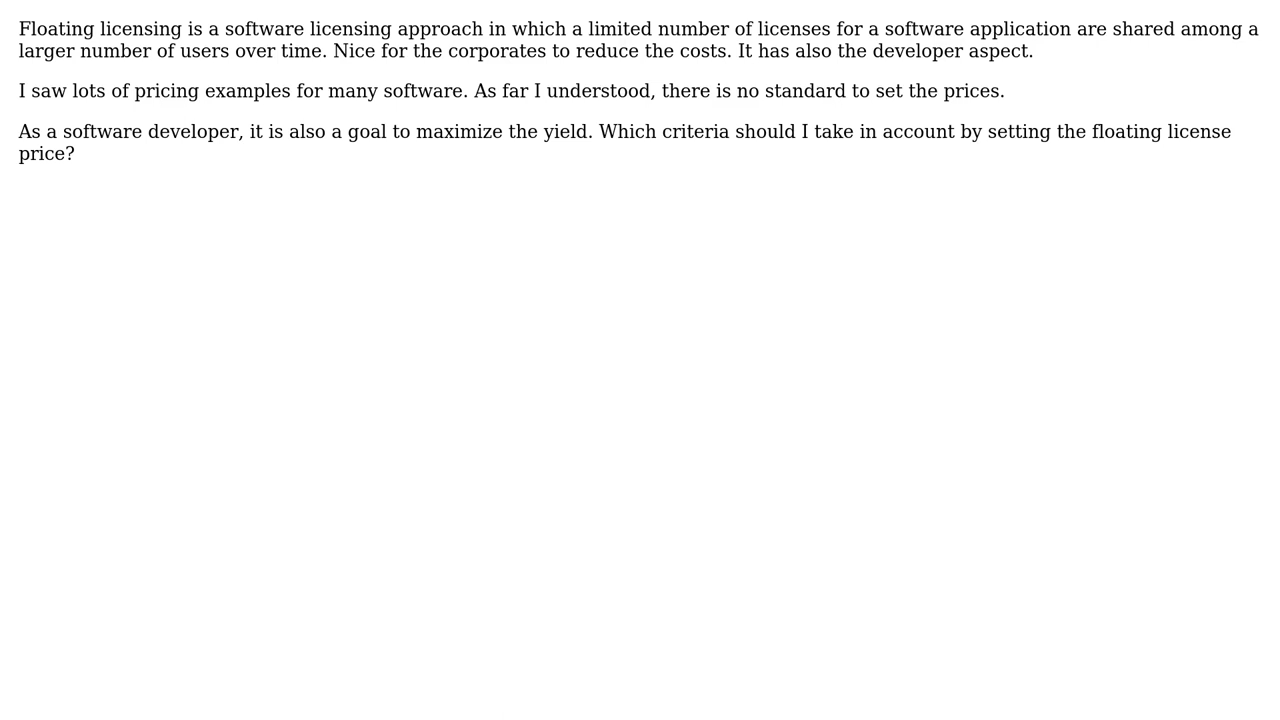 Floating licensing is a software licensing approach in which a limited number of licenses for a software application are shared among a
larger number of users over time. Nice for the corporates to reduce the costs. It has also the developer aspect.
I saw lots of pricing examples for many software. As far I understood, there is no standard to set the prices.
As a software developer, it is also a goal to maximize the yield. Which criteria should I take in account by setting the floating license
price?